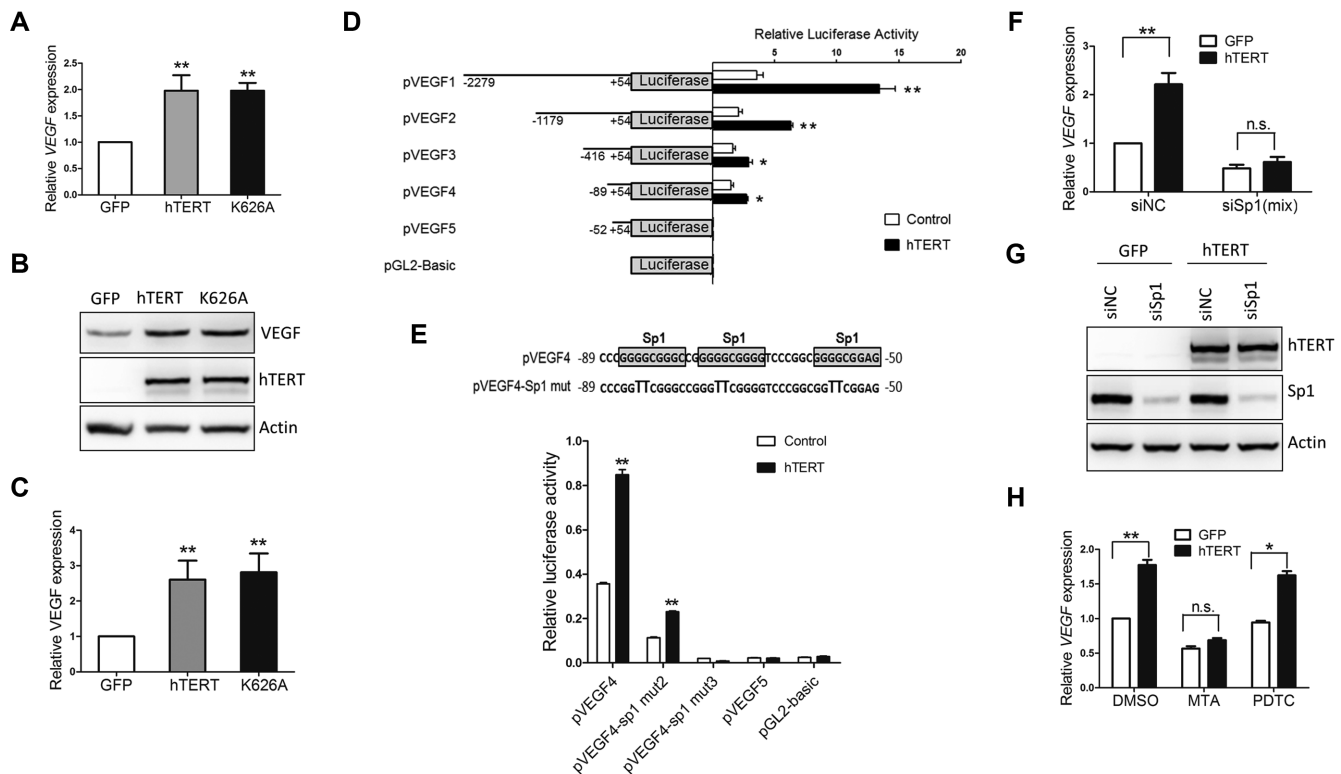 A
Relative VEGF expression
2.5
2.0
1.5
1.0
0.5
0.0
**
**
GFP
hTERT
K626A
B
GFP hTERT K626A
VEGF
hTERT
Actin
C
Relative VEGF expression
4
3
2
1
0
**
**
GFP
hTERT
K626A
D
Relative Luciferase Activity
5 10 15 20
pVEGF1 -2279 +54 Luciferase **
pVEGF2 -1179 +54 Luciferase **
pVEGF3 -416 +54 Luciferase *
pVEGF4 -89 +54 Luciferase *
pVEGF5 -52 +54 Luciferase
pGL2-Basic Luciferase
Control
hTERT
E
Sp1 Sp1 Sp1
pVEGF4 -89 CCCGGGGCGGGCCGGGGGCGGGGTCCCGGCGGGGCGGAG -50
pVEGF4-Sp1 mut -89 CCCGGTTCGGGCCGGGTTCGGGGTCCCGGCGGTTCGGAG -50
Relative luciferase activity
1.0
0.8
0.6
0.4
0.2
0.0
Control
hTERT
**
**
pVEGF4
pVEGF4-sp1 mut2
pVEGF4-sp1 mut3
pVEGF5
pGL2-basic
F
Relative VEGF expression
3
2
1
0
GFP
hTERT
**
n.s.
siNC
siSp1(mix)
G
GFP hTERT
siNC siSp1 siNC siSp1
hTERT
Sp1
Actin
H
Relative VEGF expression
2.0
1.5
1.0
0.5
0.0
GFP
hTERT
**
n.s.
*
DMSO
MTA
PDTC